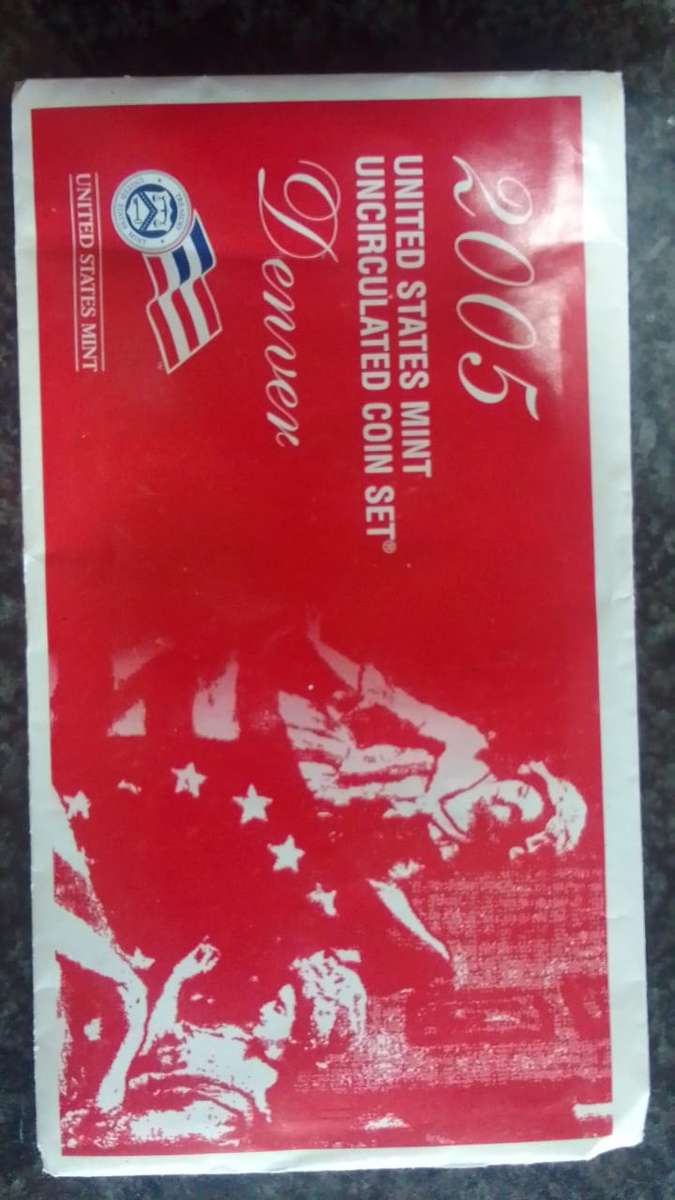 2005
UNITED STATES MINT
UNCIRCULATED COIN SET®
Denver
UNITED STATES MINT